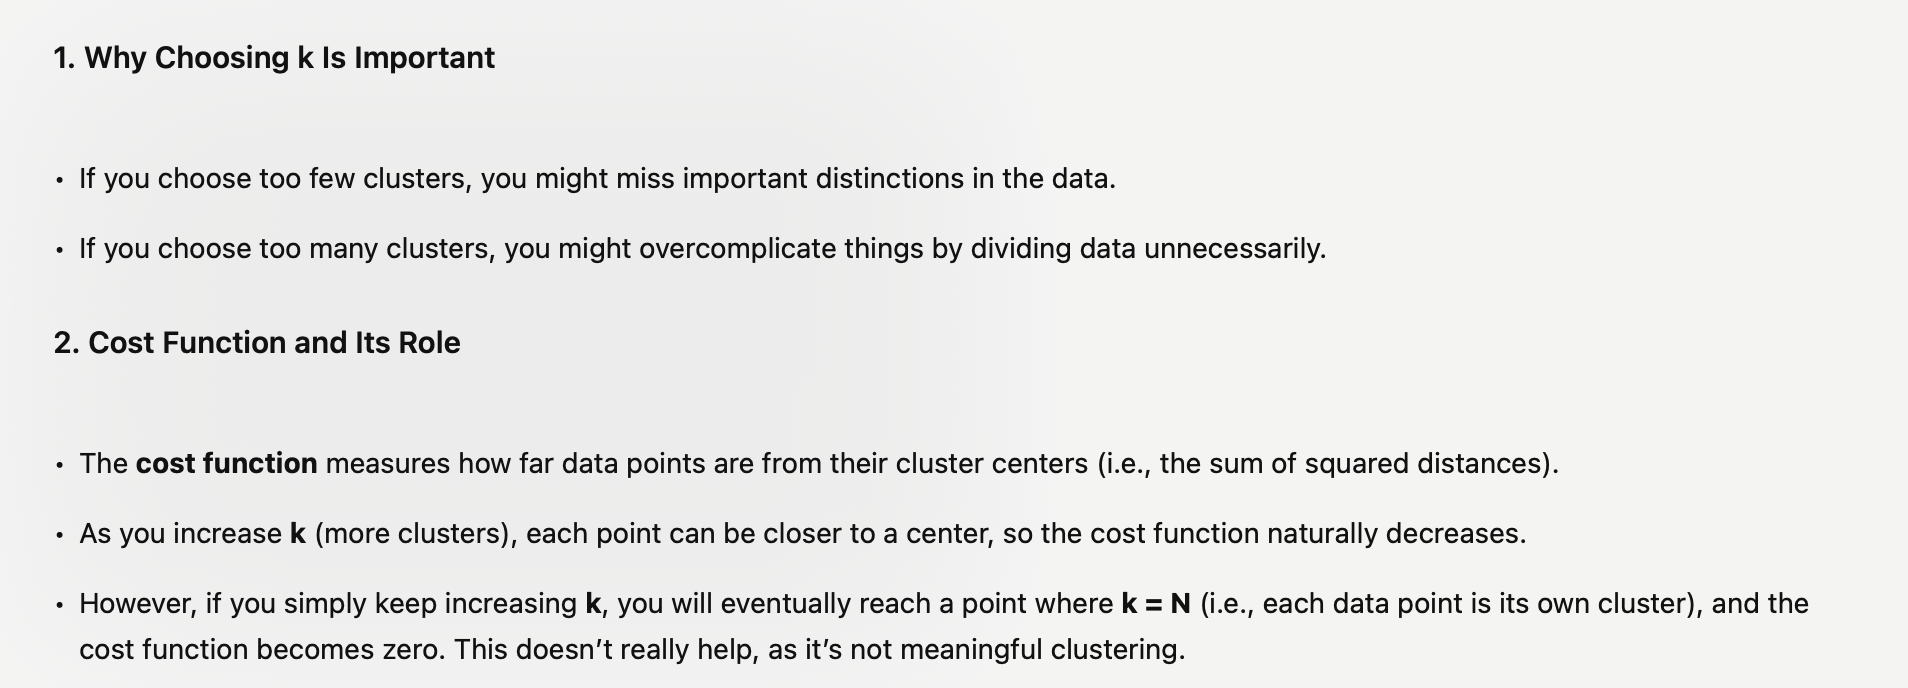 1. Why Choosing k Is Important
• If you choose too few clusters, you might miss important distinctions in the data.
• If you choose too many clusters, you might overcomplicate things by dividing data unnecessarily.
2. Cost Function and Its Role
• The cost function measures how far data points are from their cluster centers (i.e., the sum of squared distances).
• As you increase k (more clusters), each point can be closer to a center, so the cost function naturally decreases.
• However, if you simply keep increasing k, you will eventually reach a point where k = N (i.e., each data point is its own cluster), and the
cost function becomes zero. This doesn’t really help, as it’s not meaningful clustering.